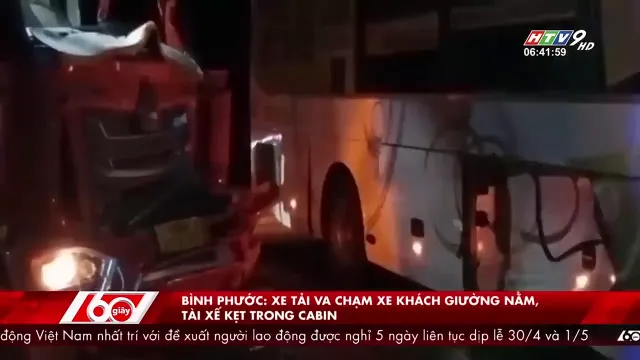 HTV9 HD
06:41:59
60 giây
BÌNH PHƯỚC: XE TẢI VA CHẠM XE KHÁCH GIƯỜNG NẰM,
TÀI XẾ KẸT TRONG CABIN
động Việt Nam nhất trí với đề xuất người lao động được nghỉ 5 ngày liên tục dịp lễ 30/4 và 1/5